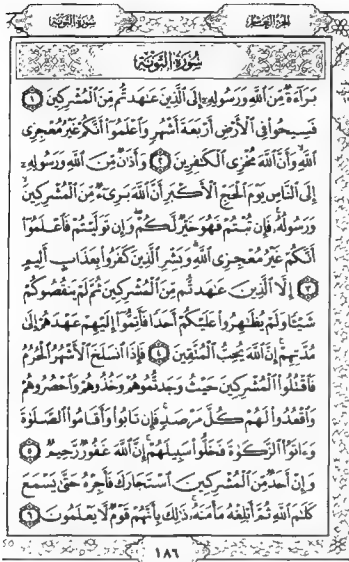 سُورَةُ التَّوْبَةِ
سُورَةُ التَّوْبَةِ
بَرَآءَةٌ مِّنَ ٱللَّهِ وَرَسُولِهِۦٓ إِلَى ٱلَّذِينَ عَٰهَدتُّم مِّنَ ٱلْمُشْرِكِينَ ١
فَسِيحُوا۟ فِى ٱلْأَرْضِ أَرْبَعَةَ أَشْهُرٍ وَٱعْلَمُوٓا۟ أَنَّكُمْ غَيْرُ مُعْجِزِى
ٱللَّهِ وَأَنَّ ٱللَّهَ مُخْزِى ٱلْكَٰفِرِينَ ٢ وَأَذَٰنٌ مِّنَ ٱللَّهِ وَرَسُولِهِۦٓ
إِلَى ٱلنَّاسِ يَوْمَ ٱلْحَجِّ ٱلْأَكْبَرِ أَنَّ ٱللَّهَ بَرِىٓءٌ مِّنَ ٱلْمُشْرِكِينَ
وَرَسُولُهُۥ فَإِن تُبْتُمْ فَهُوَ خَيْرٌ لَّكُمْ وَإِن تَوَلَّيْتُمْ فَٱعْلَمُوٓا۟
أَنَّكُمْ غَيْرُ مُعْجِزِى ٱللَّهِ وَبَشِّرِ ٱلَّذِينَ كَفَرُوا۟ بِعَذَابٍ أَلِيمٍ
٣ إِلَّا ٱلَّذِينَ عَٰهَدتُّم مِّنَ ٱلْمُشْرِكِينَ ثُمَّ لَمْ يَنقُصُوكُمْ
شَيْـًٔا وَلَمْ يُظَٰهِرُوا۟ عَلَيْكُمْ أَحَدًا فَأَتِمُّوٓا۟ إِلَيْهِمْ عَهْدَهُمْ إِلَىٰ
مُدَّتِهِمْ إِنَّ ٱللَّهَ يُحِبُّ ٱلْمُتَّقِينَ ٤ فَإِذَا ٱنسَلَخَ ٱلْأَشْهُرُ ٱلْحُرُمُ
فَٱقْتُلُوا۟ ٱلْمُشْرِكِينَ حَيْثُ وَجَدتُّمُوهُمْ وَخُذُوهُمْ وَٱحْصُرُوهُمْ
وَٱقْعُدُوا۟ لَهُمْ كُلَّ مَرْصَدٍ فَإِن تَابُوا۟ وَأَقَامُوا۟ ٱلصَّلَوٰةَ
وَءَاتَوُا۟ ٱلزَّكَوٰةَ فَخَلُّوا۟ سَبِيلَهُمْ إِنَّ ٱللَّهَ غَفُورٌ رَّحِيمٌ ٥
وَإِنْ أَحَدٌ مِّنَ ٱلْمُشْرِكِينَ ٱسْتَجَارَكَ فَأَجِرْهُ حَتَّىٰ يَسْمَعَ
كَلَٰمَ ٱللَّهِ ثُمَّ أَبْلِغْهُ مَأْمَنَهُۥ ذَٰلِكَ بِأَنَّهُمْ قَوْمٌ لَّا يَعْلَمُونَ ٦
١٨٦